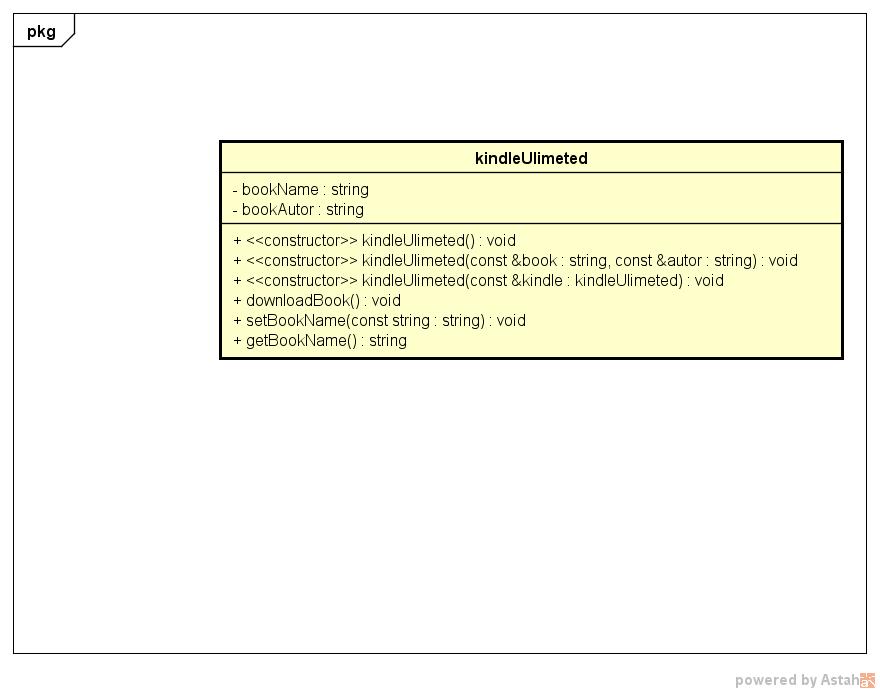 pkg
kindleUlimeted
- bookName : string
- bookAutor : string
+ <<constructor>> kindleUlimeted() : void
+ <<constructor>> kindleUlimeted(const &book : string, const &autor : string) : void
+ <<constructor>> kindleUlimeted(const &kindle : kindleUlimeted) : void
+ downloadBook() : void
+ setBookName(const string : string) : void
+ getBookName() : string
powered by Astah